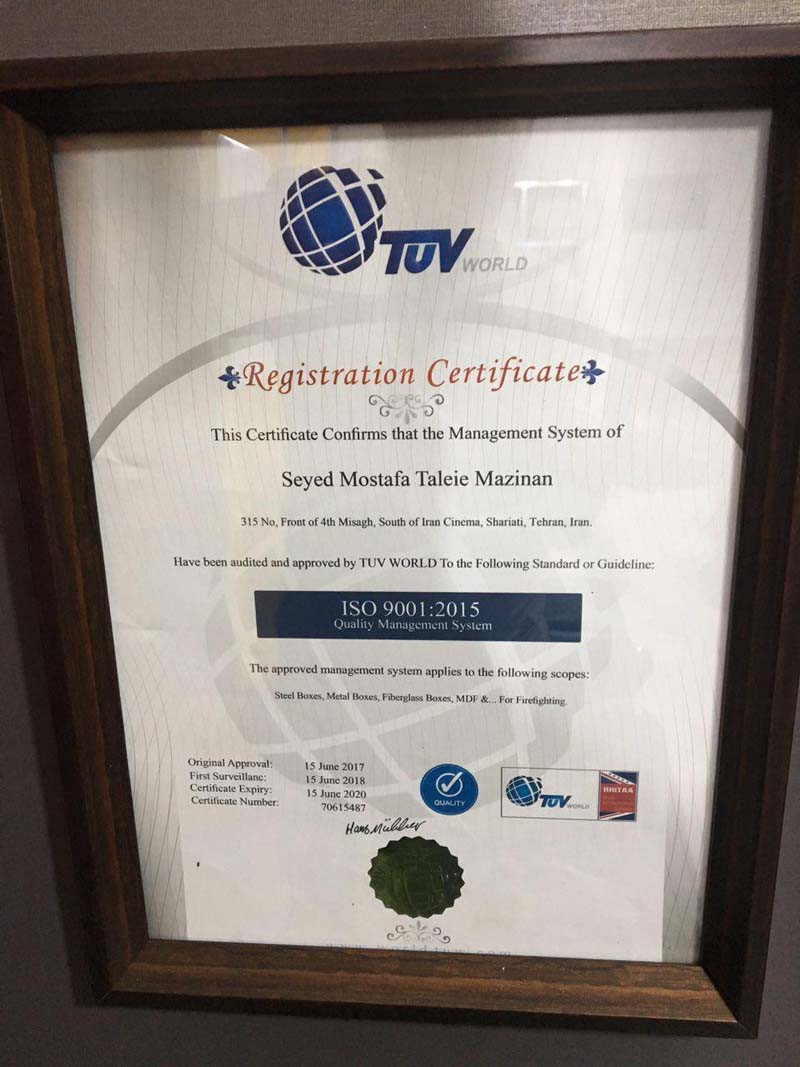 TUV WORLD
Registration Certificate
This Certificate Confirms that the Management System of
Seyed Mostafa Taleie Mazinan
315 No, Front of 4th Misagh, South of Iran Cinema, Shariati, Tehran, Iran.
Have been audited and approved by TUV WORLD To the Following Standard or Guideline:
ISO 9001:2015
Quality Management System
The approved management system applies to the following scopes:
Steel Boxes, Metal Boxes, Fiberglass Boxes, MDF &... For Firefighting.
Original Approval: 15 June 2017
First Surveillanc: 15 June 2018
Certificate Expiry: 15 June 2020
Certificate Number: 70615487
QUALITY
TUV WORLD